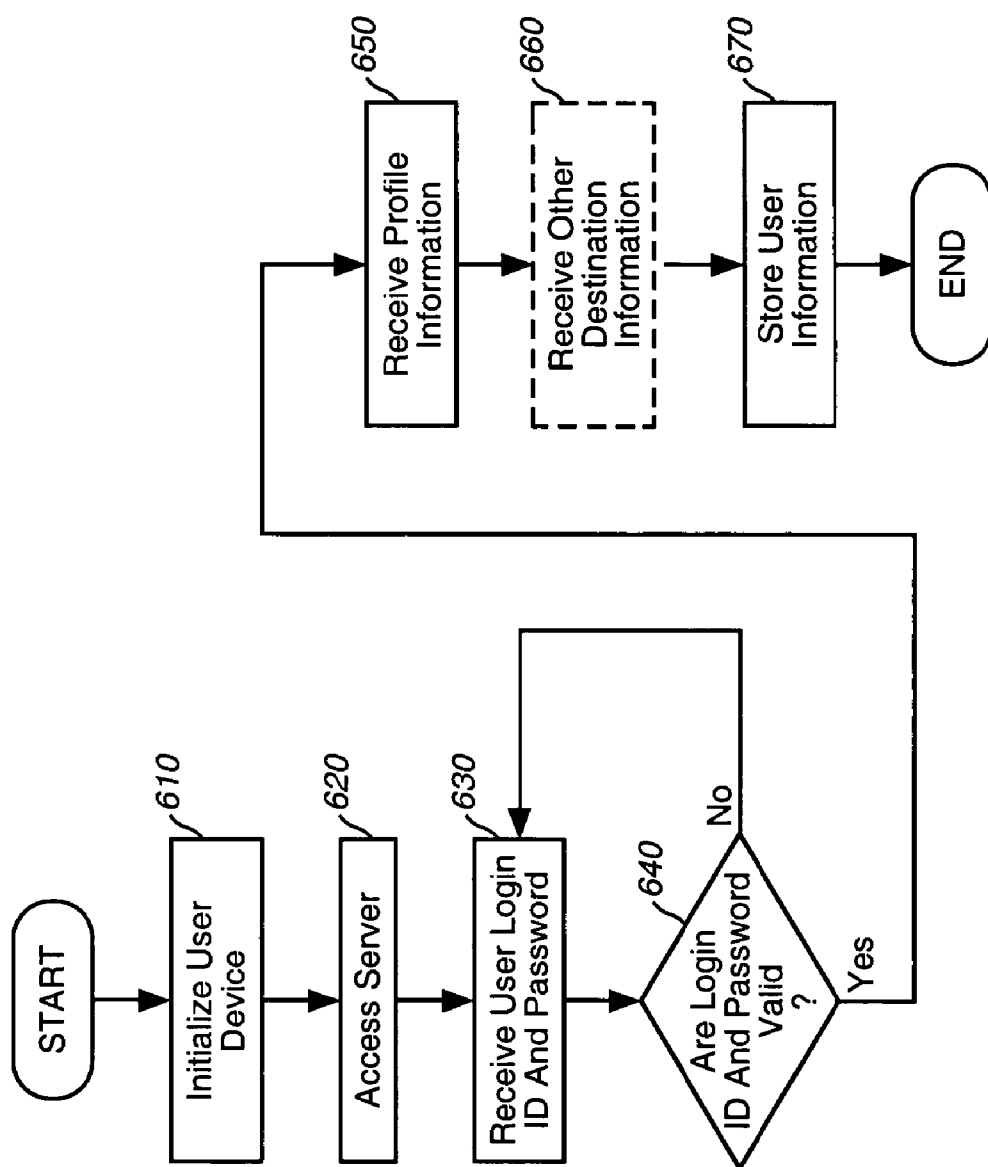 START
610
Initialize User
Device
620
Access Server
630
Receive User Login
ID And Password
640
Are Login
ID And Password
Valid
?
No
Yes
650
Receive Profile
Information
660
Receive Other
Destination
Information
670
Store User
Information
END